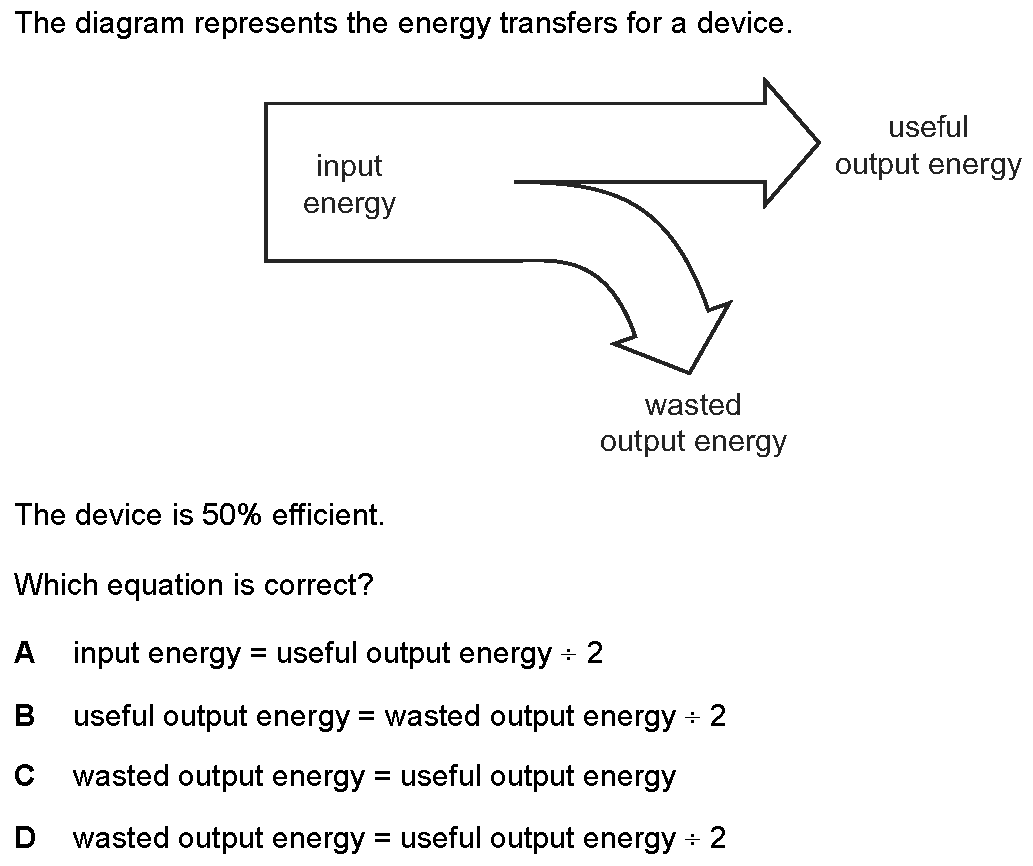 The diagram represents the energy transfers for a device.
useful
output energy
input
energy
wasted
output energy
The device is 50% efficient.
Which equation is correct?
A input energy = useful output energy ÷ 2
B useful output energy = wasted output energy ÷ 2
C wasted output energy = useful output energy
D wasted output energy = useful output energy ÷ 2